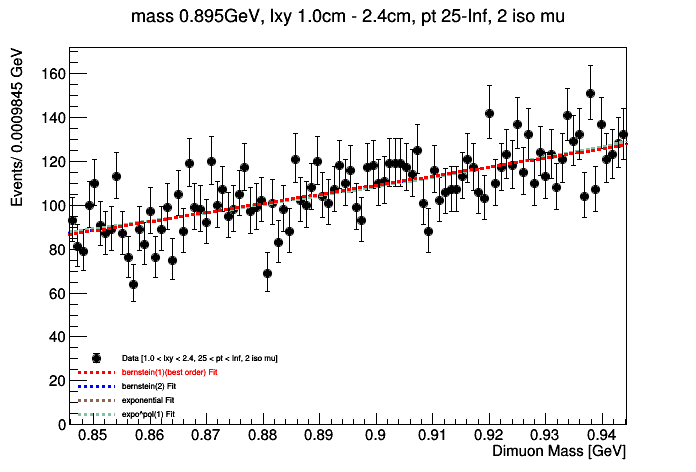 mass 0.895GeV, lxy 1.0cm - 2.4cm, pt 25-Inf, 2 iso mu
Events/ 0.0009845 GeV
160
140
120
100
80
60
40
20
0
Data [1.0 < lxy < 2.4, 25 < pt < Inf, 2 iso mu]
bernstein(1)(best order) Fit
bernstein(2) Fit
exponential Fit
expo^pol(1) Fit
0.85 0.86 0.87 0.88 0.89 0.9 0.91 0.92 0.93 0.94
Dimuon Mass [GeV]